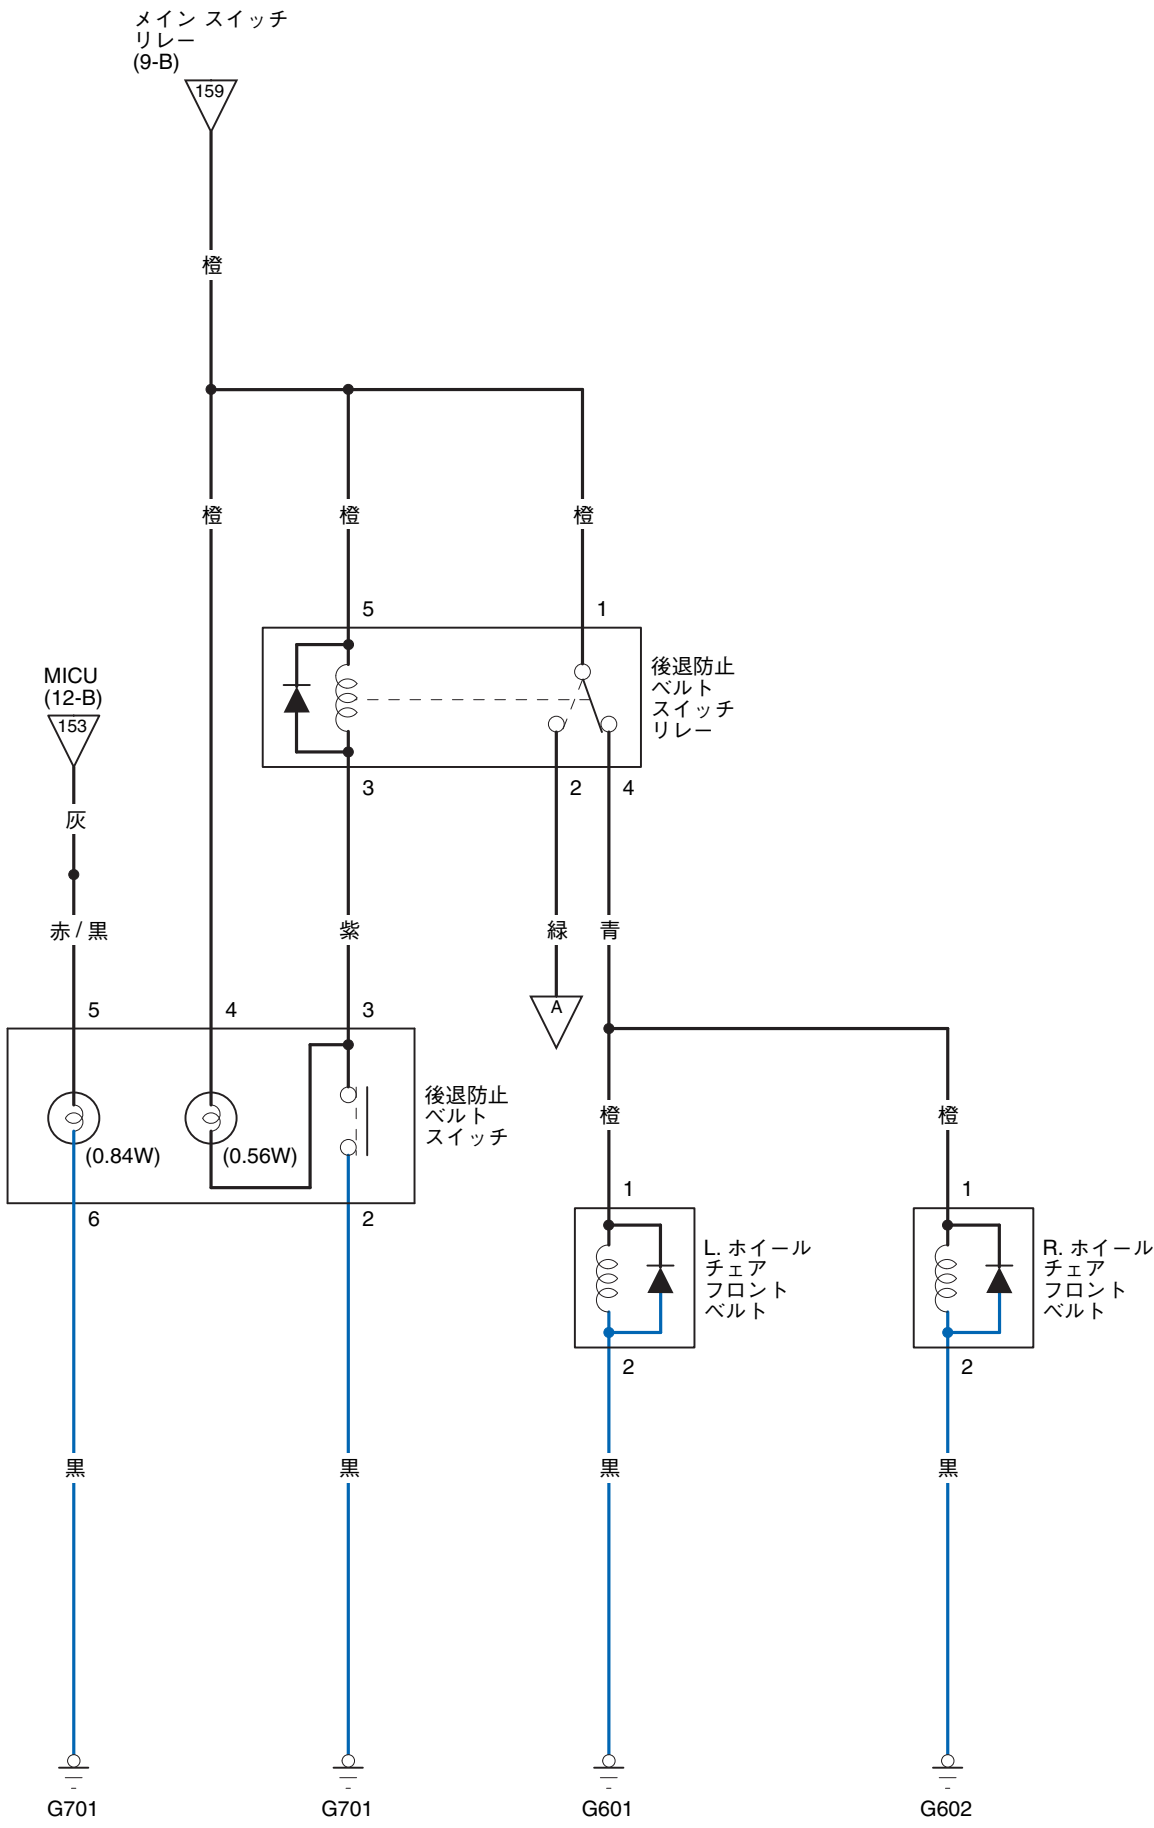 メイン スイッチ
リレー
(9-B)
159
橙
橙
橙
橙
5
1
後退防止
ベルト
スイッチ
リレー
MICU
(12-B)
153
3
2
4
灰
赤 / 黒
紫
緑
青
5
4
3
A
後退防止
ベルト
スイッチ
(0.84W)
(0.56W)
橙
橙
6
2
1
1
L. ホイール
チェア
フロント
ベルト
R. ホイール
チェア
フロント
ベルト
2
2
黒
黒
黒
黒
G701
G701
G601
G602